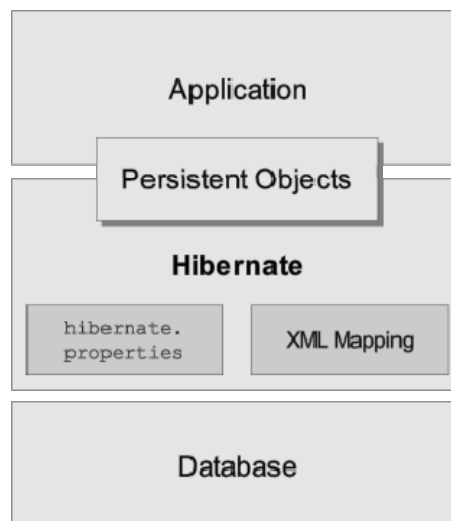 Application
Persistent Objects
Hibernate
hibernate.
properties
XML Mapping
Database